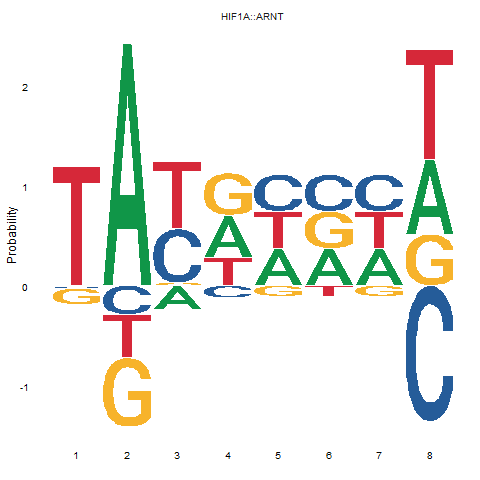 HIF1A::ARNT
Probability
2
1
0
-1
T G
A C T G
T C A
G A T C
C T A G
C G A T
C T A G
T A G C
1 2 3 4 5 6 7 8